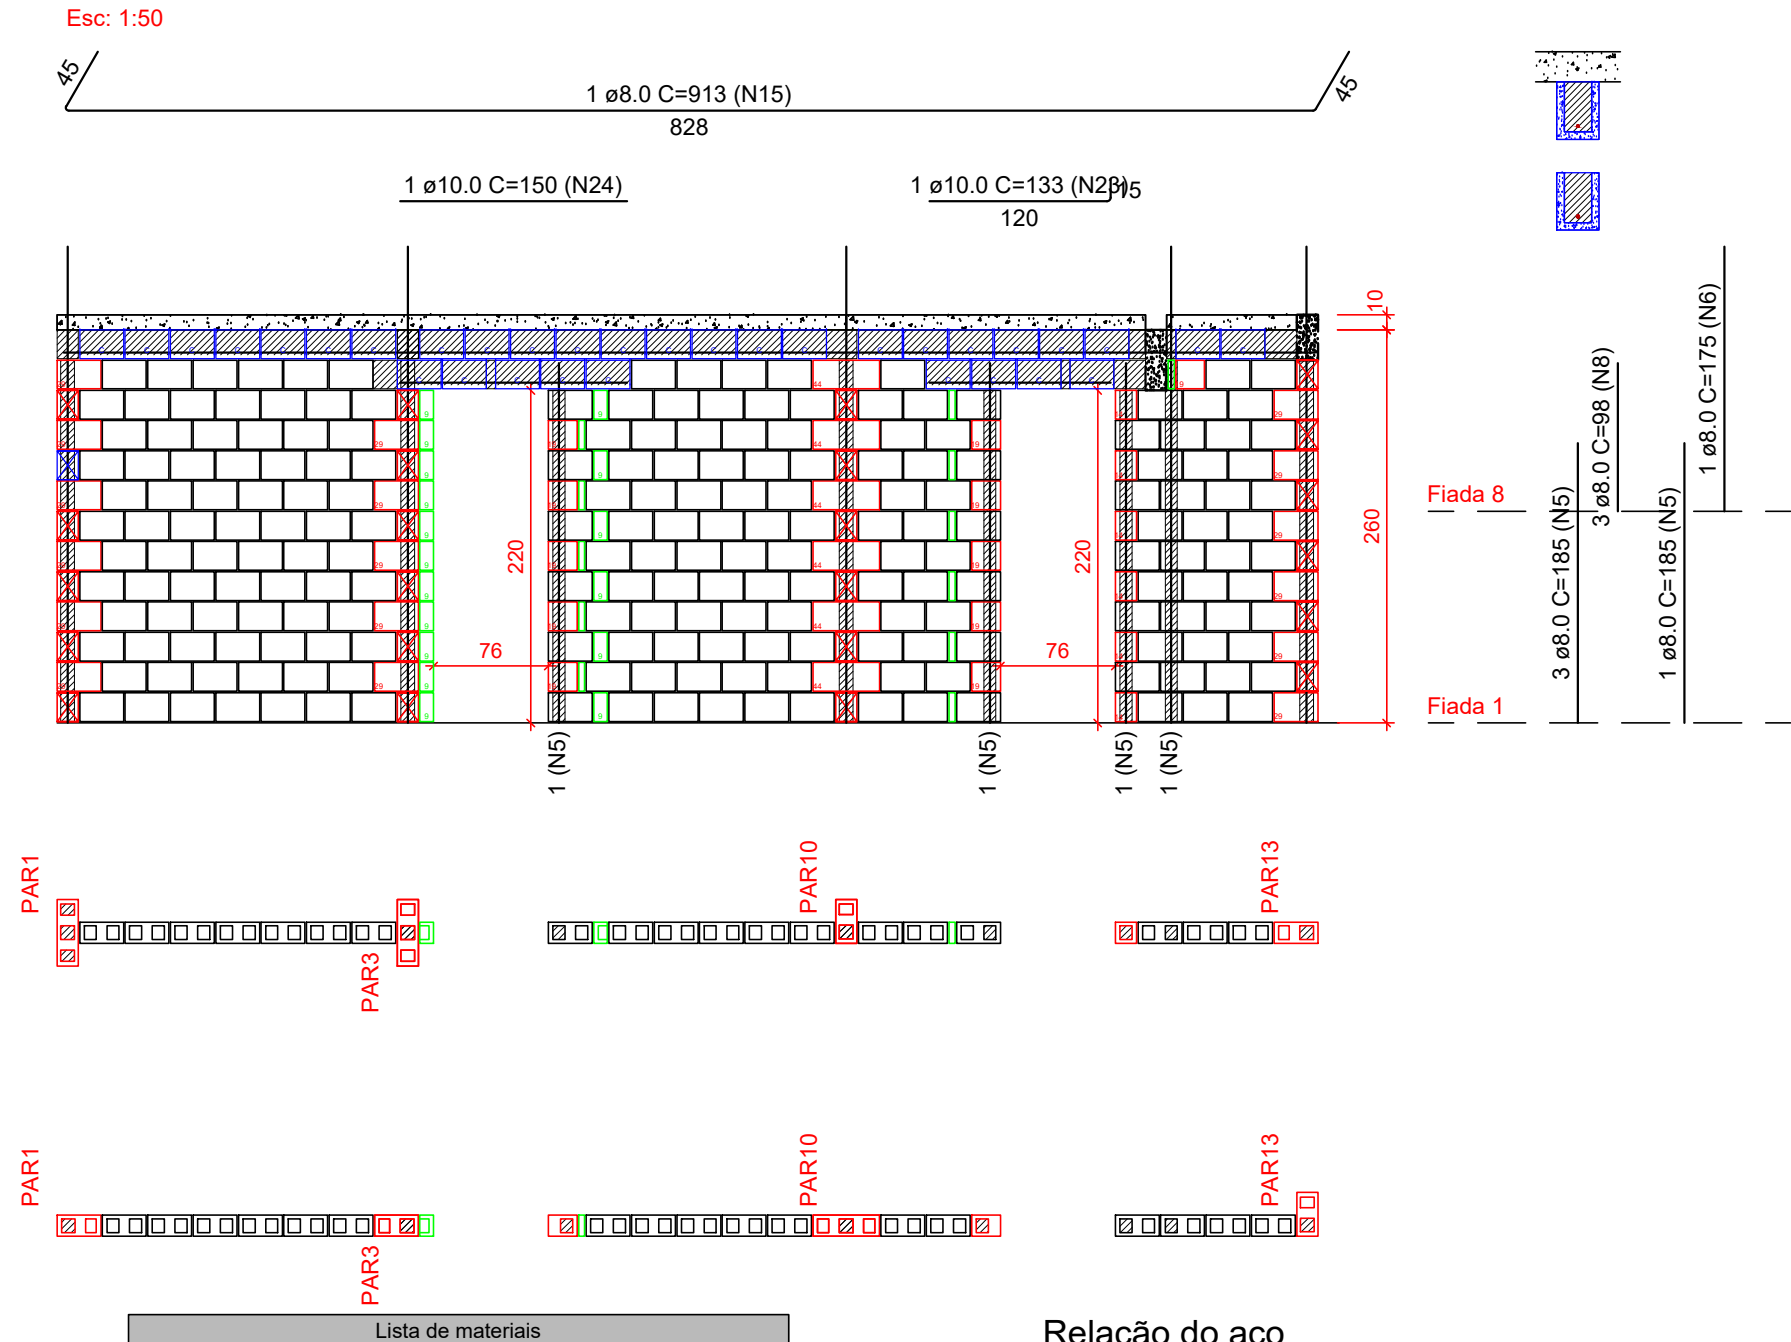 Esc: 1:50
45
1 ø8.0 C=913 (N15)
828
45
1 ø10.0 C=150 (N24)
1 ø10.0 C=133 (N23)
15
120
10
260
220
220
76
76
1 (N5)
1 (N5)
1 (N5)
1 (N5)
Fiada 8
Fiada 1
3 ø8.0 C=185 (N5)
3 ø8.0 C=98 (N8)
1 ø8.0 C=185 (N5)
1 ø8.0 C=175 (N6)
PAR1
PAR3
PAR10
PAR13
PAR1
PAR3
PAR10
PAR13
Lista de materiais
Relação do aço